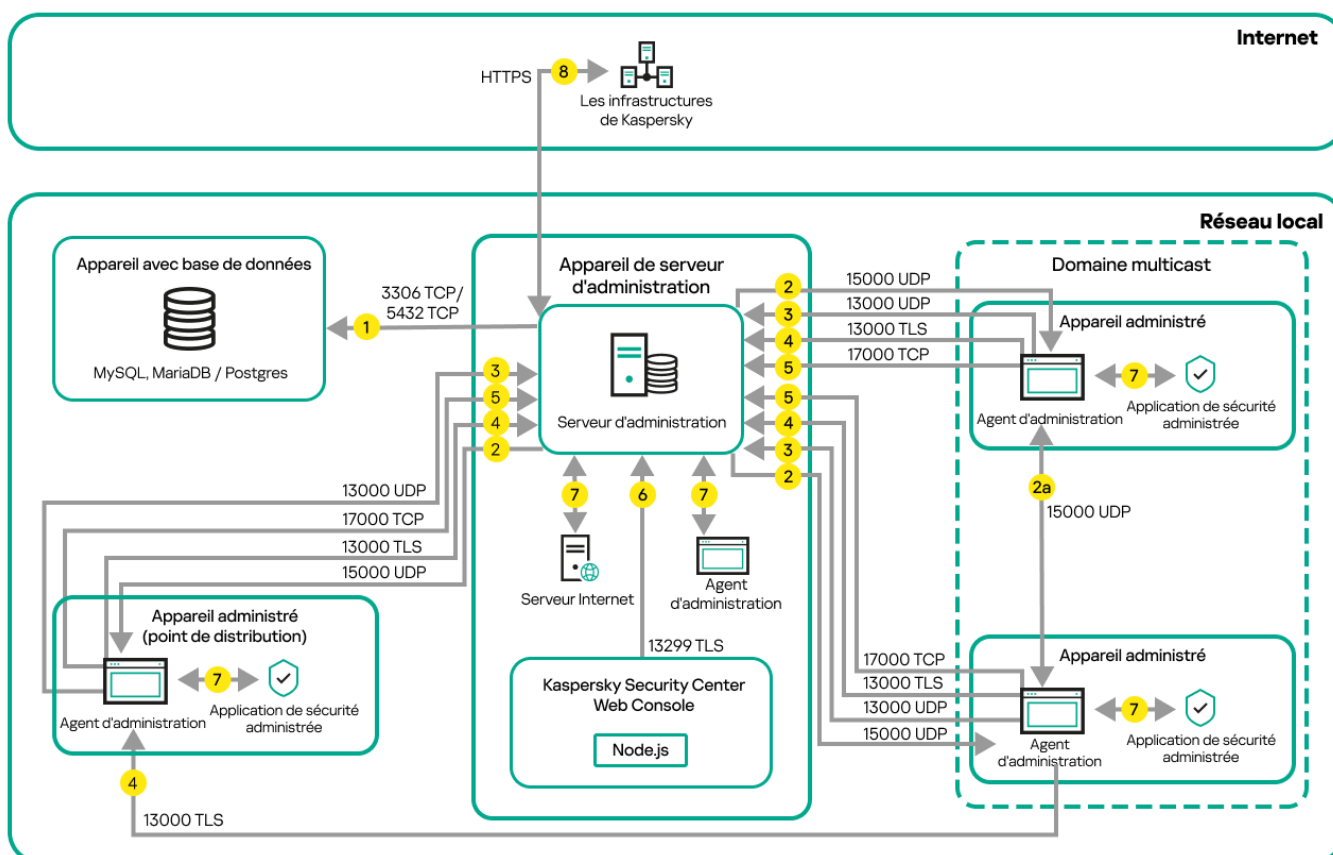 Internet
HTTPS
8
Les infrastructures
de Kaspersky
Réseau local
Appareil avec base de données
MySQL, MariaDB / Postgres
3306 TCP/
5432 TCP
1
Appareil de serveur
d'administration
Serveur d'administration
3
5
4
2
13000 UDP
17000 TCP
13000 TLS
15000 UDP
2
15000 UDP
3
13000 UDP
4
13000 TLS
5
17000 TCP
5
4
3
2
Domaine multicast
Appareil administré
7
Agent d'administration
Application de sécurité
administrée
2a
15000 UDP
7
6
7
Serveur Internet
Agent
d'administration
13299 TLS
Kaspersky Security Center
Web Console
Node.js
Appareil administré
(point de distribution)
7
Agent d'administration
Application de sécurité
administrée
4
13000 TLS
17000 TCP
13000 TLS
13000 UDP
15000 UDP
Appareil administré
7
Agent
d'administration
Application de sécurité
administrée